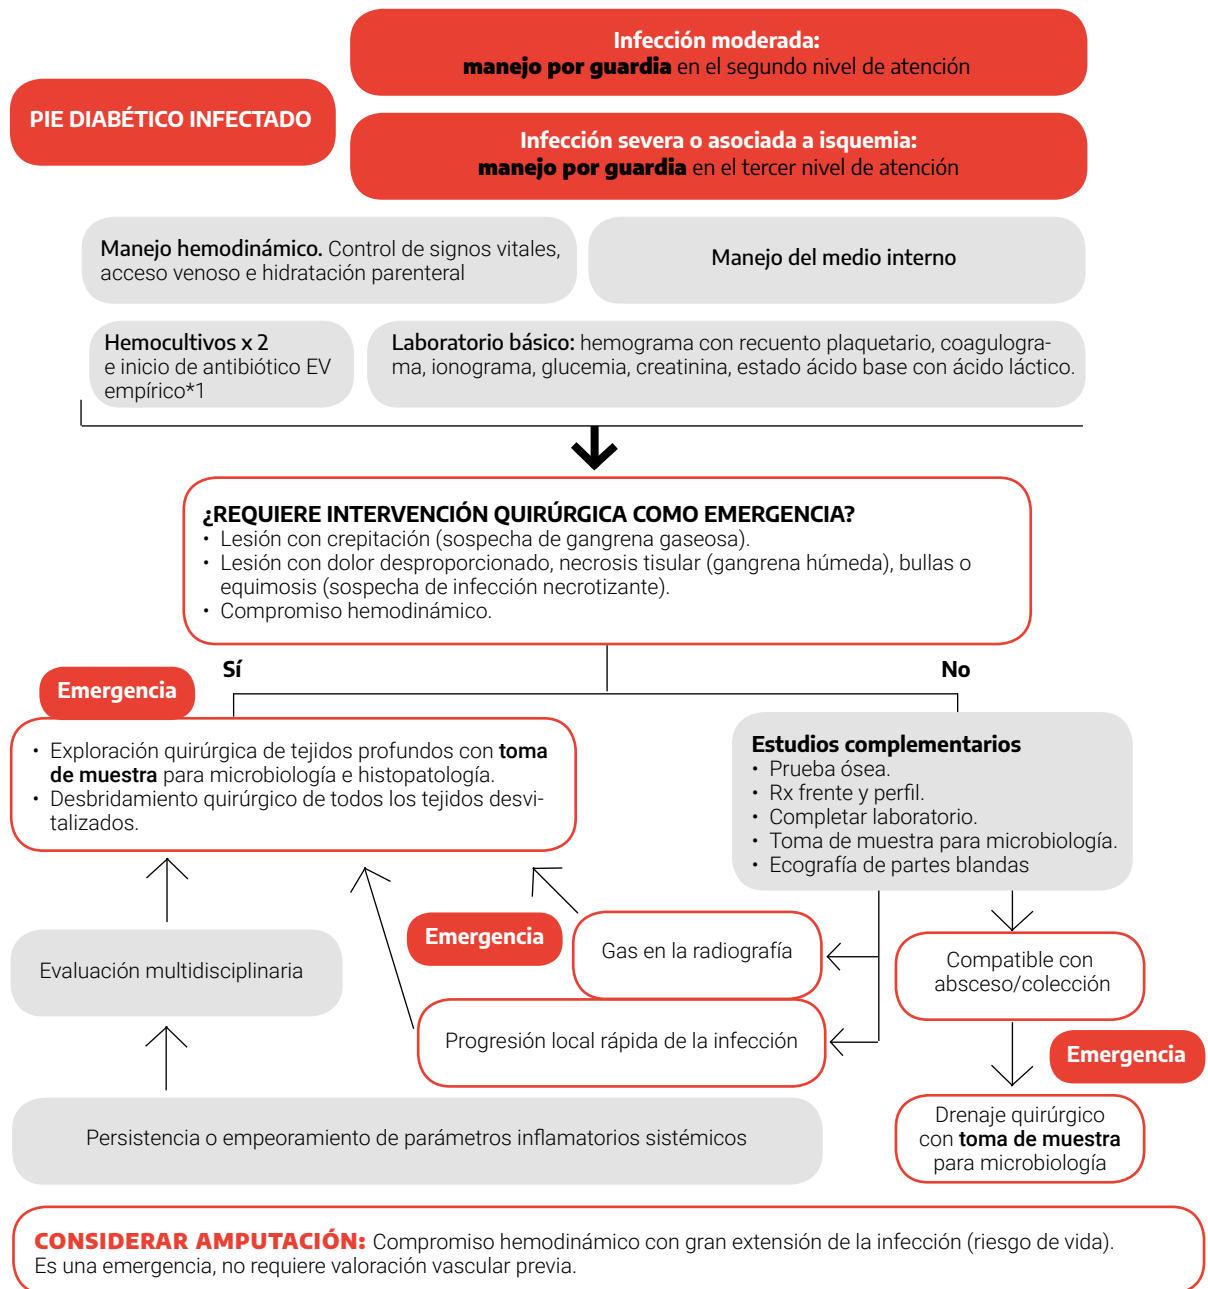 Infección moderada:
manejo por guardia en el segundo nivel de atención
PIE DIABÉTICO INFECTADO
Infección severa o asociada a isquemia:
manejo por guardia en el tercer nivel de atención
Manejo hemodinámico. Control de signos vitales,
acceso venoso e hidratación parenteral
Manejo del medio interno
Hemocultivos x 2
e inicio de antibiótico EV
empírico*1
Laboratorio básico: hemograma con recuento plaquetario, coagulogra-
ma, ionograma, glucemia, creatinina, estado ácido base con ácido láctico.
¿REQUIERE INTERVENCIÓN QUIRÚRGICA COMO EMERGENCIA?
• Lesión con crepitación (sospecha de gangrena gaseosa).
• Lesión con dolor desproporcionado, necrosis tisular (gangrena húmeda), bullas o
equimosis (sospecha de infección necrotizante).
• Compromiso hemodinámico.
Sí
No
Emergencia
• Exploración quirúrgica de tejidos profundos con toma
de muestra para microbiología e histopatología.
• Desbridamiento quirúrgico de todos los tejidos desvi-
talizados.
Estudios complementarios
• Prueba ósea.
• Rx frente y perfil.
• Completar laboratorio.
• Toma de muestra para microbiología.
• Ecografía de partes blandas
Emergencia
Gas en la radiografía
Evaluación multidisciplinaria
Compatible con
absceso/colección
Progresión local rápida de la infección
Emergencia
Persistencia o empeoramiento de parámetros inflamatorios sistémicos
Drenaje quirúrgico
con toma de muestra
para microbiología
CONSIDERAR AMPUTACIÓN: Compromiso hemodinámico con gran extensión de la infección (riesgo de vida).
Es una emergencia, no requiere valoración vascular previa.